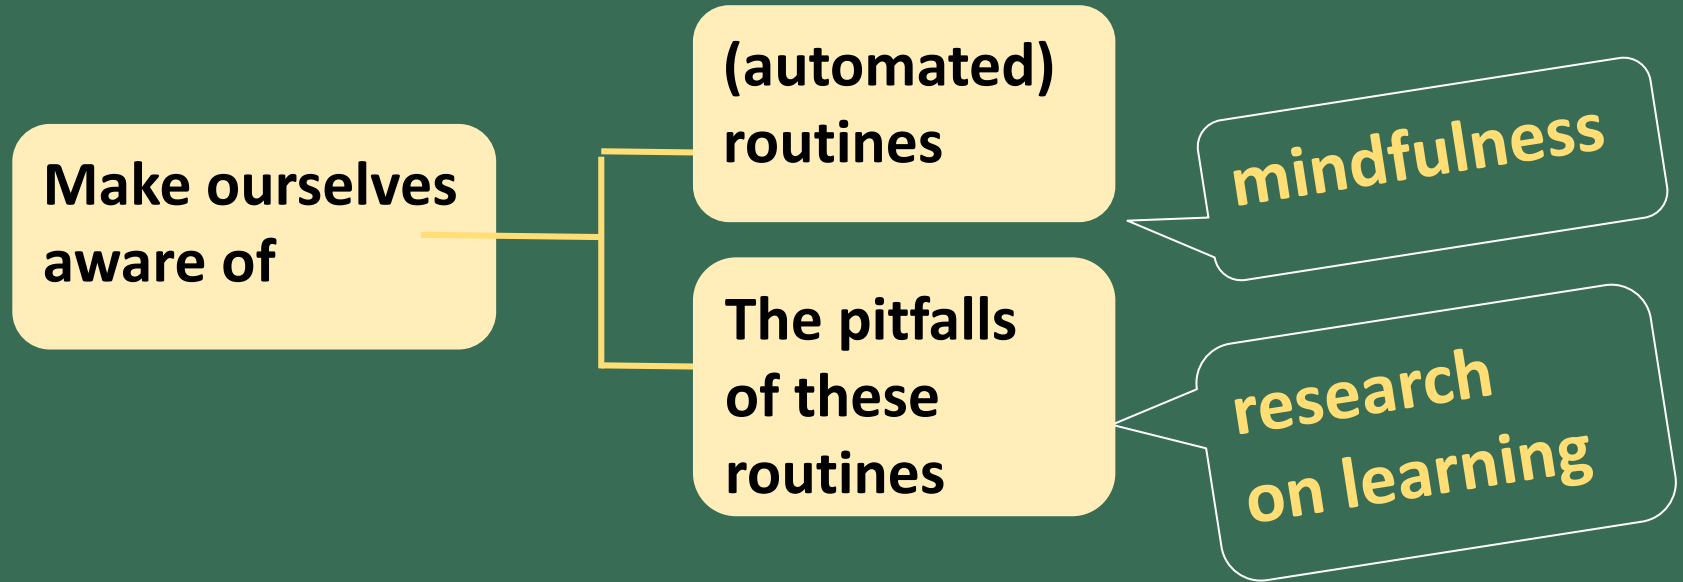 Make ourselves
aware of
(automated)
routines
mindfulness
The pitfalls
of these
routines
research
on learning